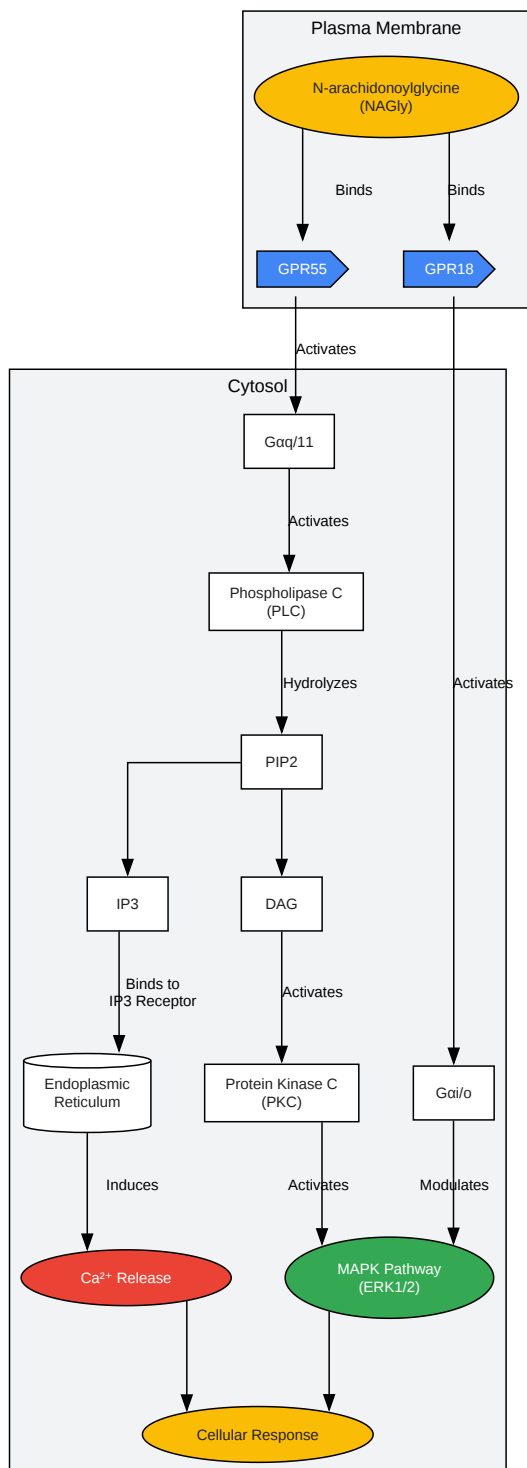 Plasma Membrane
N-arachidonoylglycine
(NAGly)
Binds
Binds
GPR55
GPR18
Activates
Cytosol
Gαq/11
Activates
Phospholipase C
(PLC)
Hydrolyzes
Activates
PIP2
IP3
DAG
Binds to
IP3 Receptor
Activates
Endoplasmic
Reticulum
Protein Kinase C
(PKC)
Gαi/o
Induces
Activates
Modulates
Ca²⁺ Release
MAPK Pathway
(ERK1/2)
Cellular Response